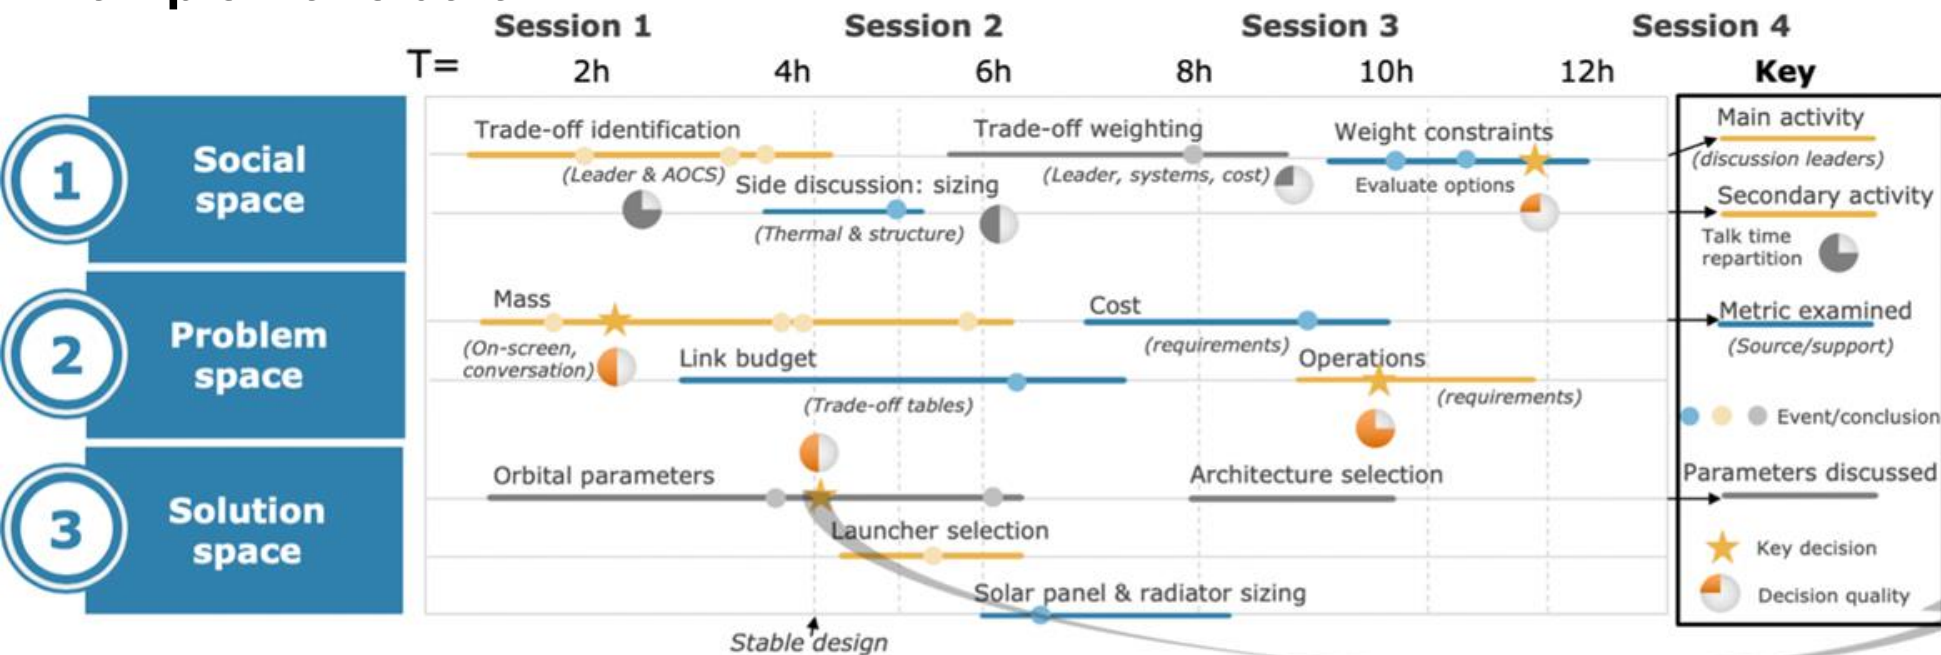 Session 1 Session 2 Session 3 Session 4
T= 2h 4h 6h 8h 10h 12h Key
1
Social
space
Trade-off identification
(Leader & AOCS)
Side discussion: sizing
(Thermal & structure)
Trade-off weighting
(Leader, systems, cost)
Weight constraints
Evaluate options
2
Problem
space
Mass
(On-screen,
conversation)
Link budget
(Trade-off tables)
Cost
(requirements)
Operations
(requirements)
3
Solution
space
Orbital parameters
Architecture selection
Launcher selection
Solar panel & radiator sizing
Stable design
Main activity
(discussion leaders)
Secondary activity
Talk time
repartition
Metric examined
(Source/support)
Event/conclusion
Parameters discussed
Key decision
Decision quality